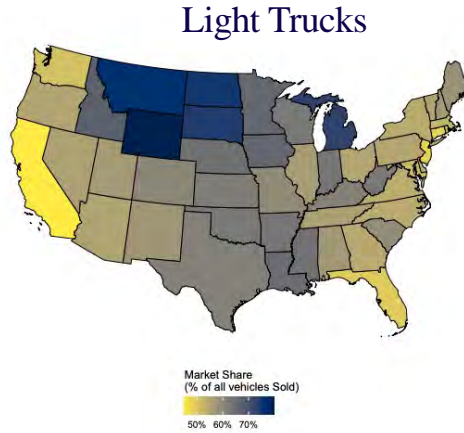 Light Trucks
Market Share
(% of all vehicles Sold)
50% 60% 70%